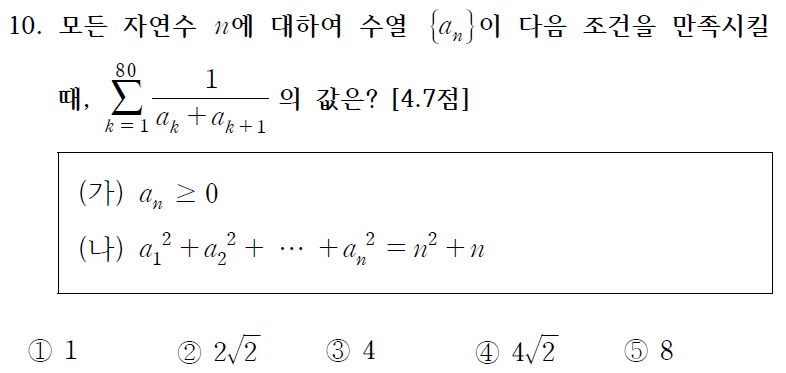 10. 모든 자연수 $n$에 대하여 수열 $\{a_n\}$이 다음 조건을 만족시킬
때, $\sum_{k=1}^{80} \frac{1}{a_k + a_{k+1}}$ 의 값은? [4.7점]
(가) $a_n \geq 0$
(나) $a_1^2 + a_2^2 + \cdots + a_n^2 = n^2 + n$
① 1 ② $2\sqrt{2}$ ③ 4 ④ $4\sqrt{2}$ ⑤ 8